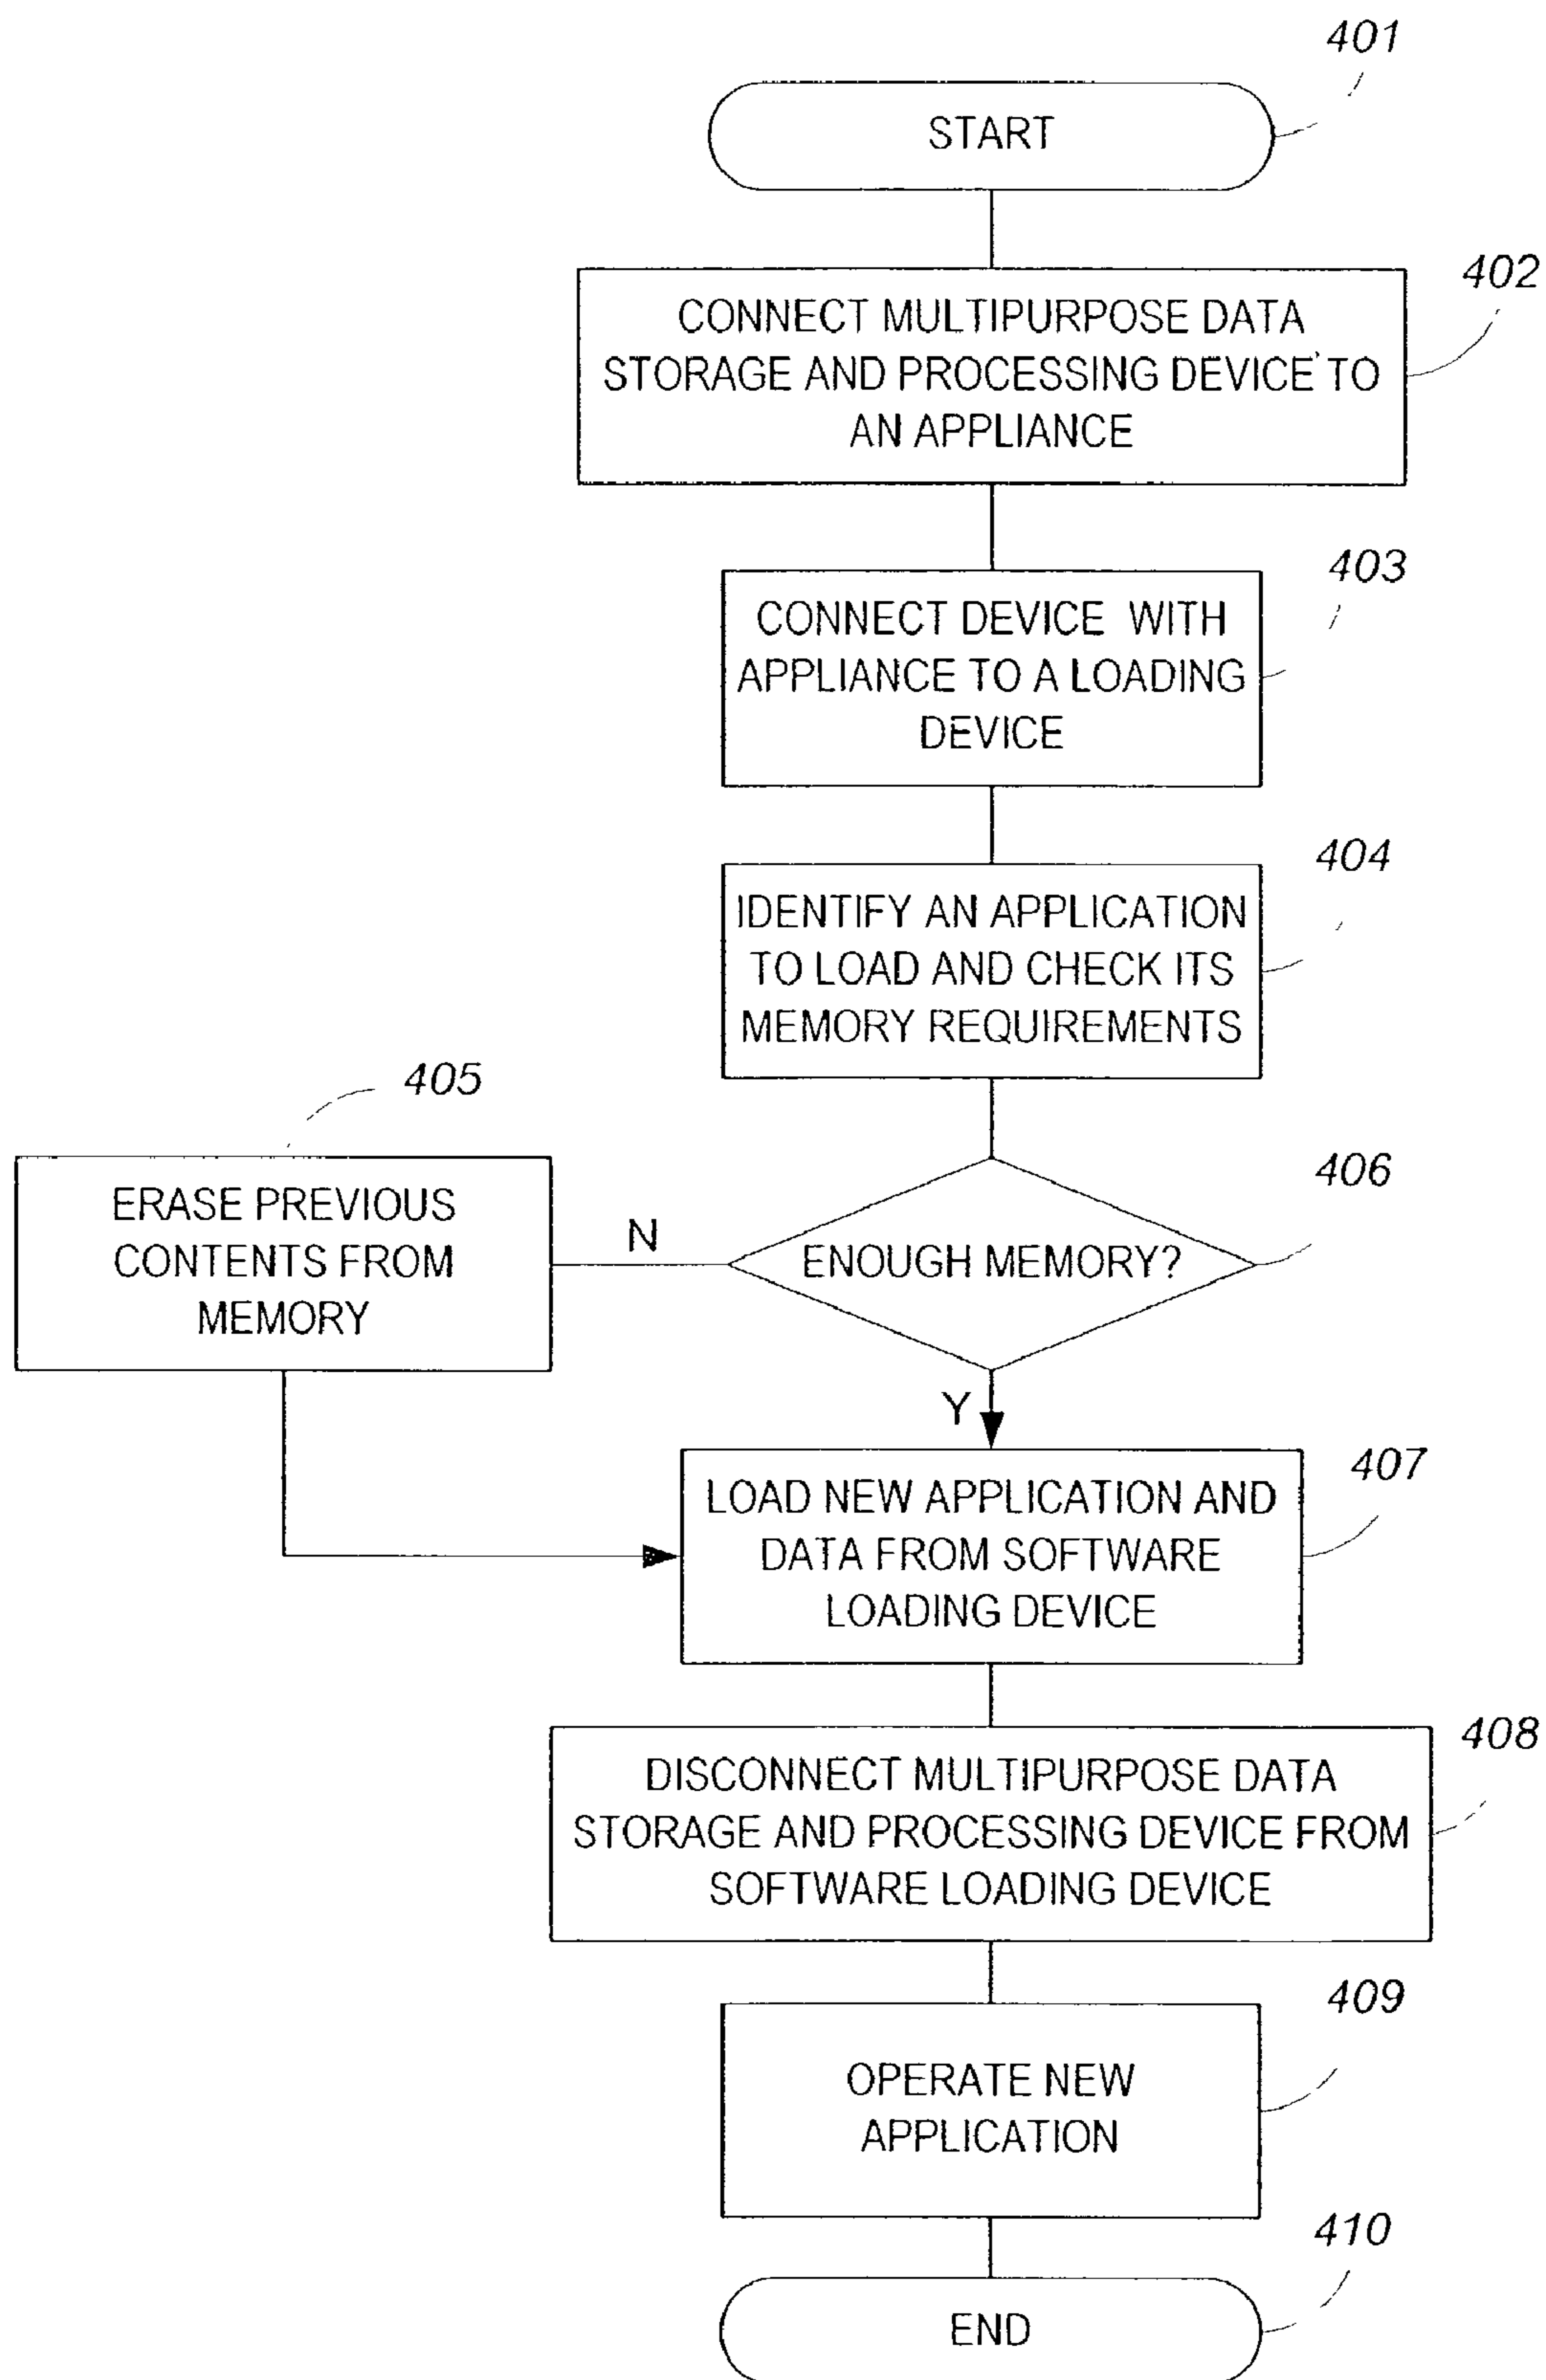 401
START
402
CONNECT MULTIPURPOSE DATA
STORAGE AND PROCESSING DEVICE TO
AN APPLIANCE
403
CONNECT DEVICE WITH
APPLIANCE TO A LOADING
DEVICE
404
IDENTIFY AN APPLICATION
TO LOAD AND CHECK ITS
MEMORY REQUIREMENTS
405
ERASE PREVIOUS
CONTENTS FROM
MEMORY
N
406
ENOUGH MEMORY?
Y
407
LOAD NEW APPLICATION AND
DATA FROM SOFTWARE
LOADING DEVICE
408
DISCONNECT MULTIPURPOSE DATA
STORAGE AND PROCESSING DEVICE FROM
SOFTWARE LOADING DEVICE
409
OPERATE NEW
APPLICATION
410
END